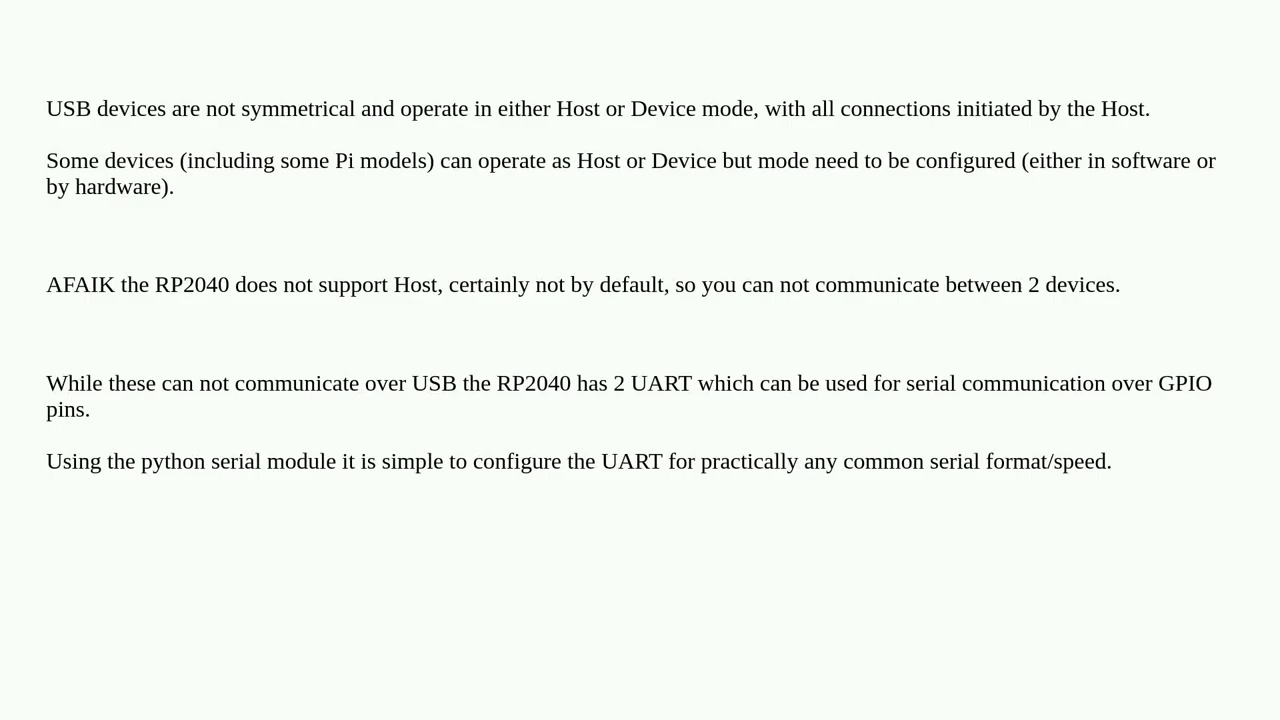 USB devices are not symmetrical and operate in either Host or Device mode, with all connections initiated by the Host.
Some devices (including some Pi models) can operate as Host or Device but mode need to be configured (either in software or
by hardware).
AFAIK the RP2040 does not support Host, certainly not by default, so you can not communicate between 2 devices.
While these can not communicate over USB the RP2040 has 2 UART which can be used for serial communication over GPIO
pins.
Using the python serial module it is simple to configure the UART for practically any common serial format/speed.